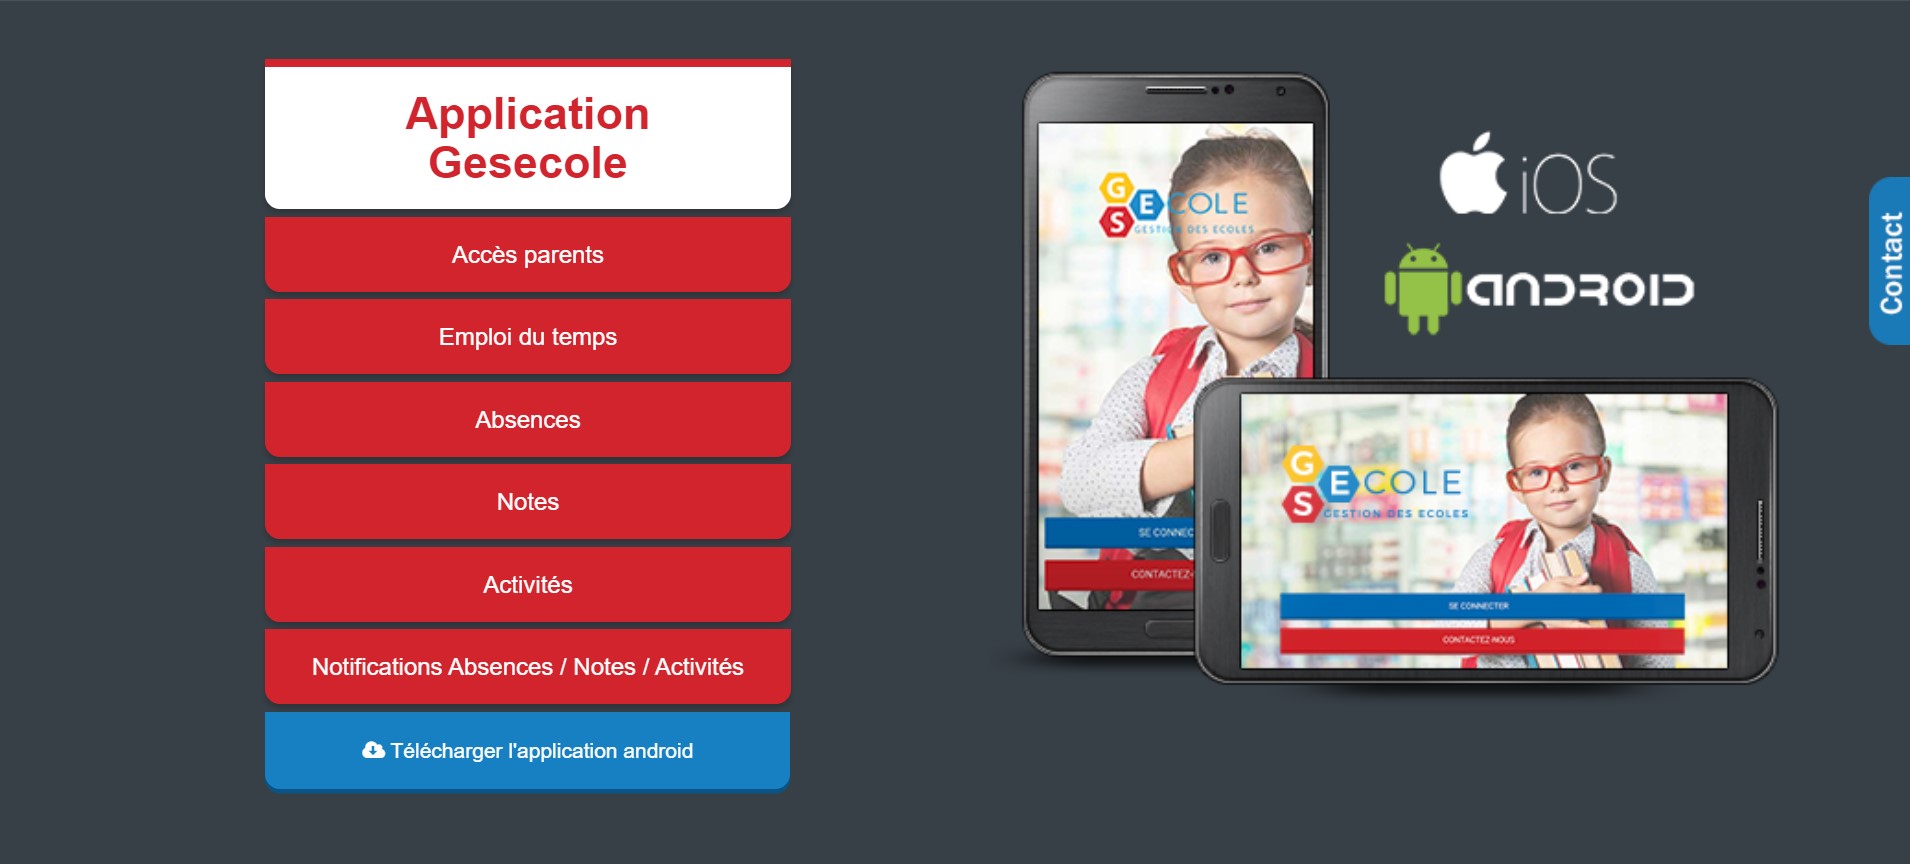 Application
Gesecole
Accès parents
Emploi du temps
Absences
Notes
Activités
Notifications Absences / Notes / Activités
Télécharger l'application android
G
S
ECOLE
GESTION DES ECOLES
SE CONNEC
CONTACTEZ-
iOS
ANDROID
G
S
ECOLE
GESTION DES ECOLES
SE CONNECTER
CONTACTEZ-NOUS
Contact